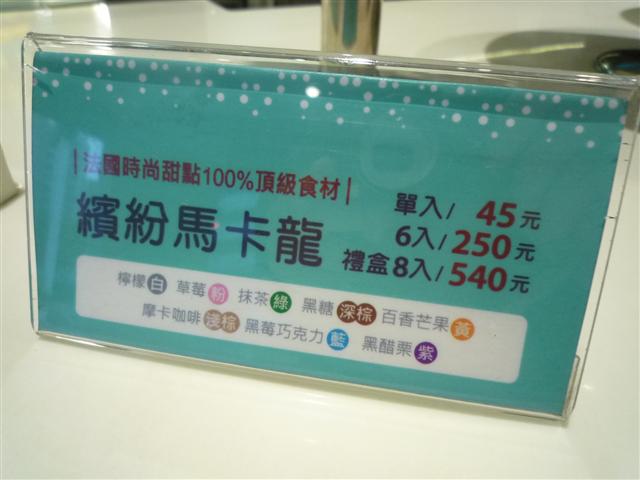 |法國時尚甜點100%頂級食材|
繽紛馬卡龍
單入/ 45元
6入/250元
禮盒8入/540元
檸檬白 草莓粉 抹茶綠 黑糖深棕 百香芒果黃
摩卡咖啡淺棕 黑莓巧克力藍 黑醋栗紫